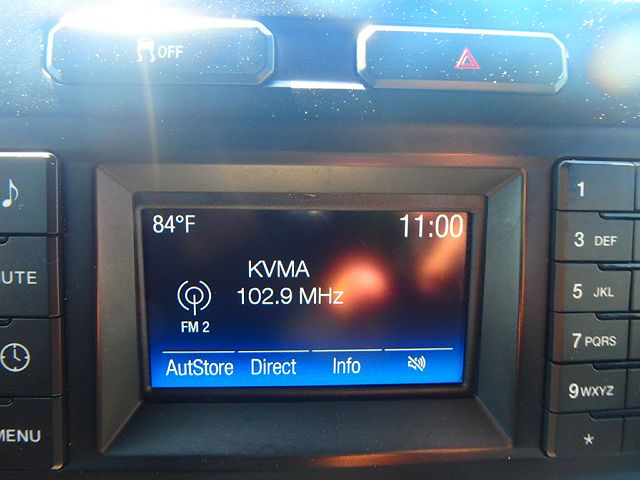 OFF
84°F 11:00
KVMA
102.9 MHz
FM 2
AutStore Direct Info
MENU
1
3 DEF
5 JKL
7 PQRS
9 WXYZ
*